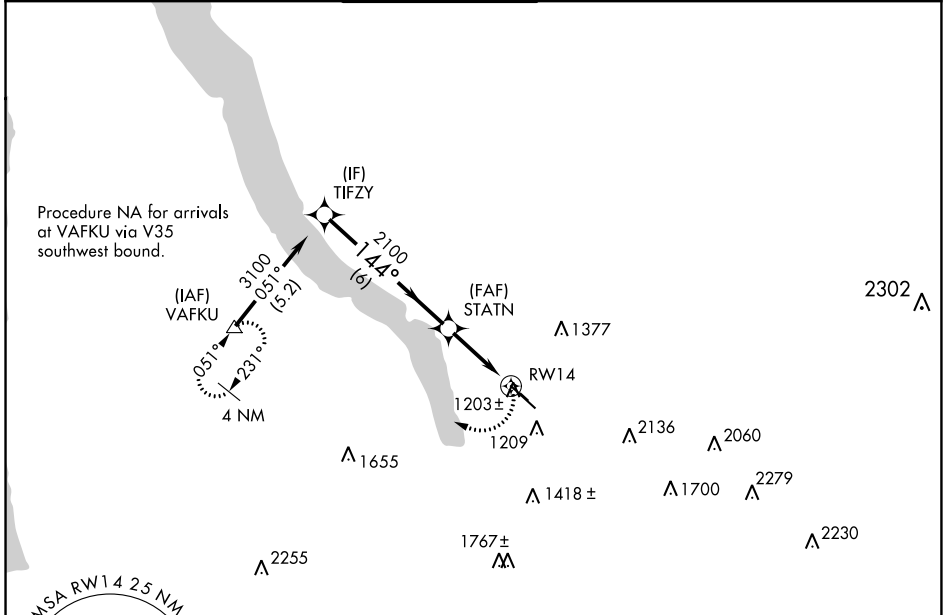 (IF)
TIFZY
Procedure NA for arrivals
at VAFKU via V35
southwest bound.
2100
144°
(6)
3100
051°
(5.2)
(IAF)
VAFKU
(FAF)
STATN
2302
1377
051°
231°
4 NM
RW14
1203 ±
1209
2136
2060
1655
1418 ±
1700
2279
1767 ±
2230
2255
MSA RW14 25 NM